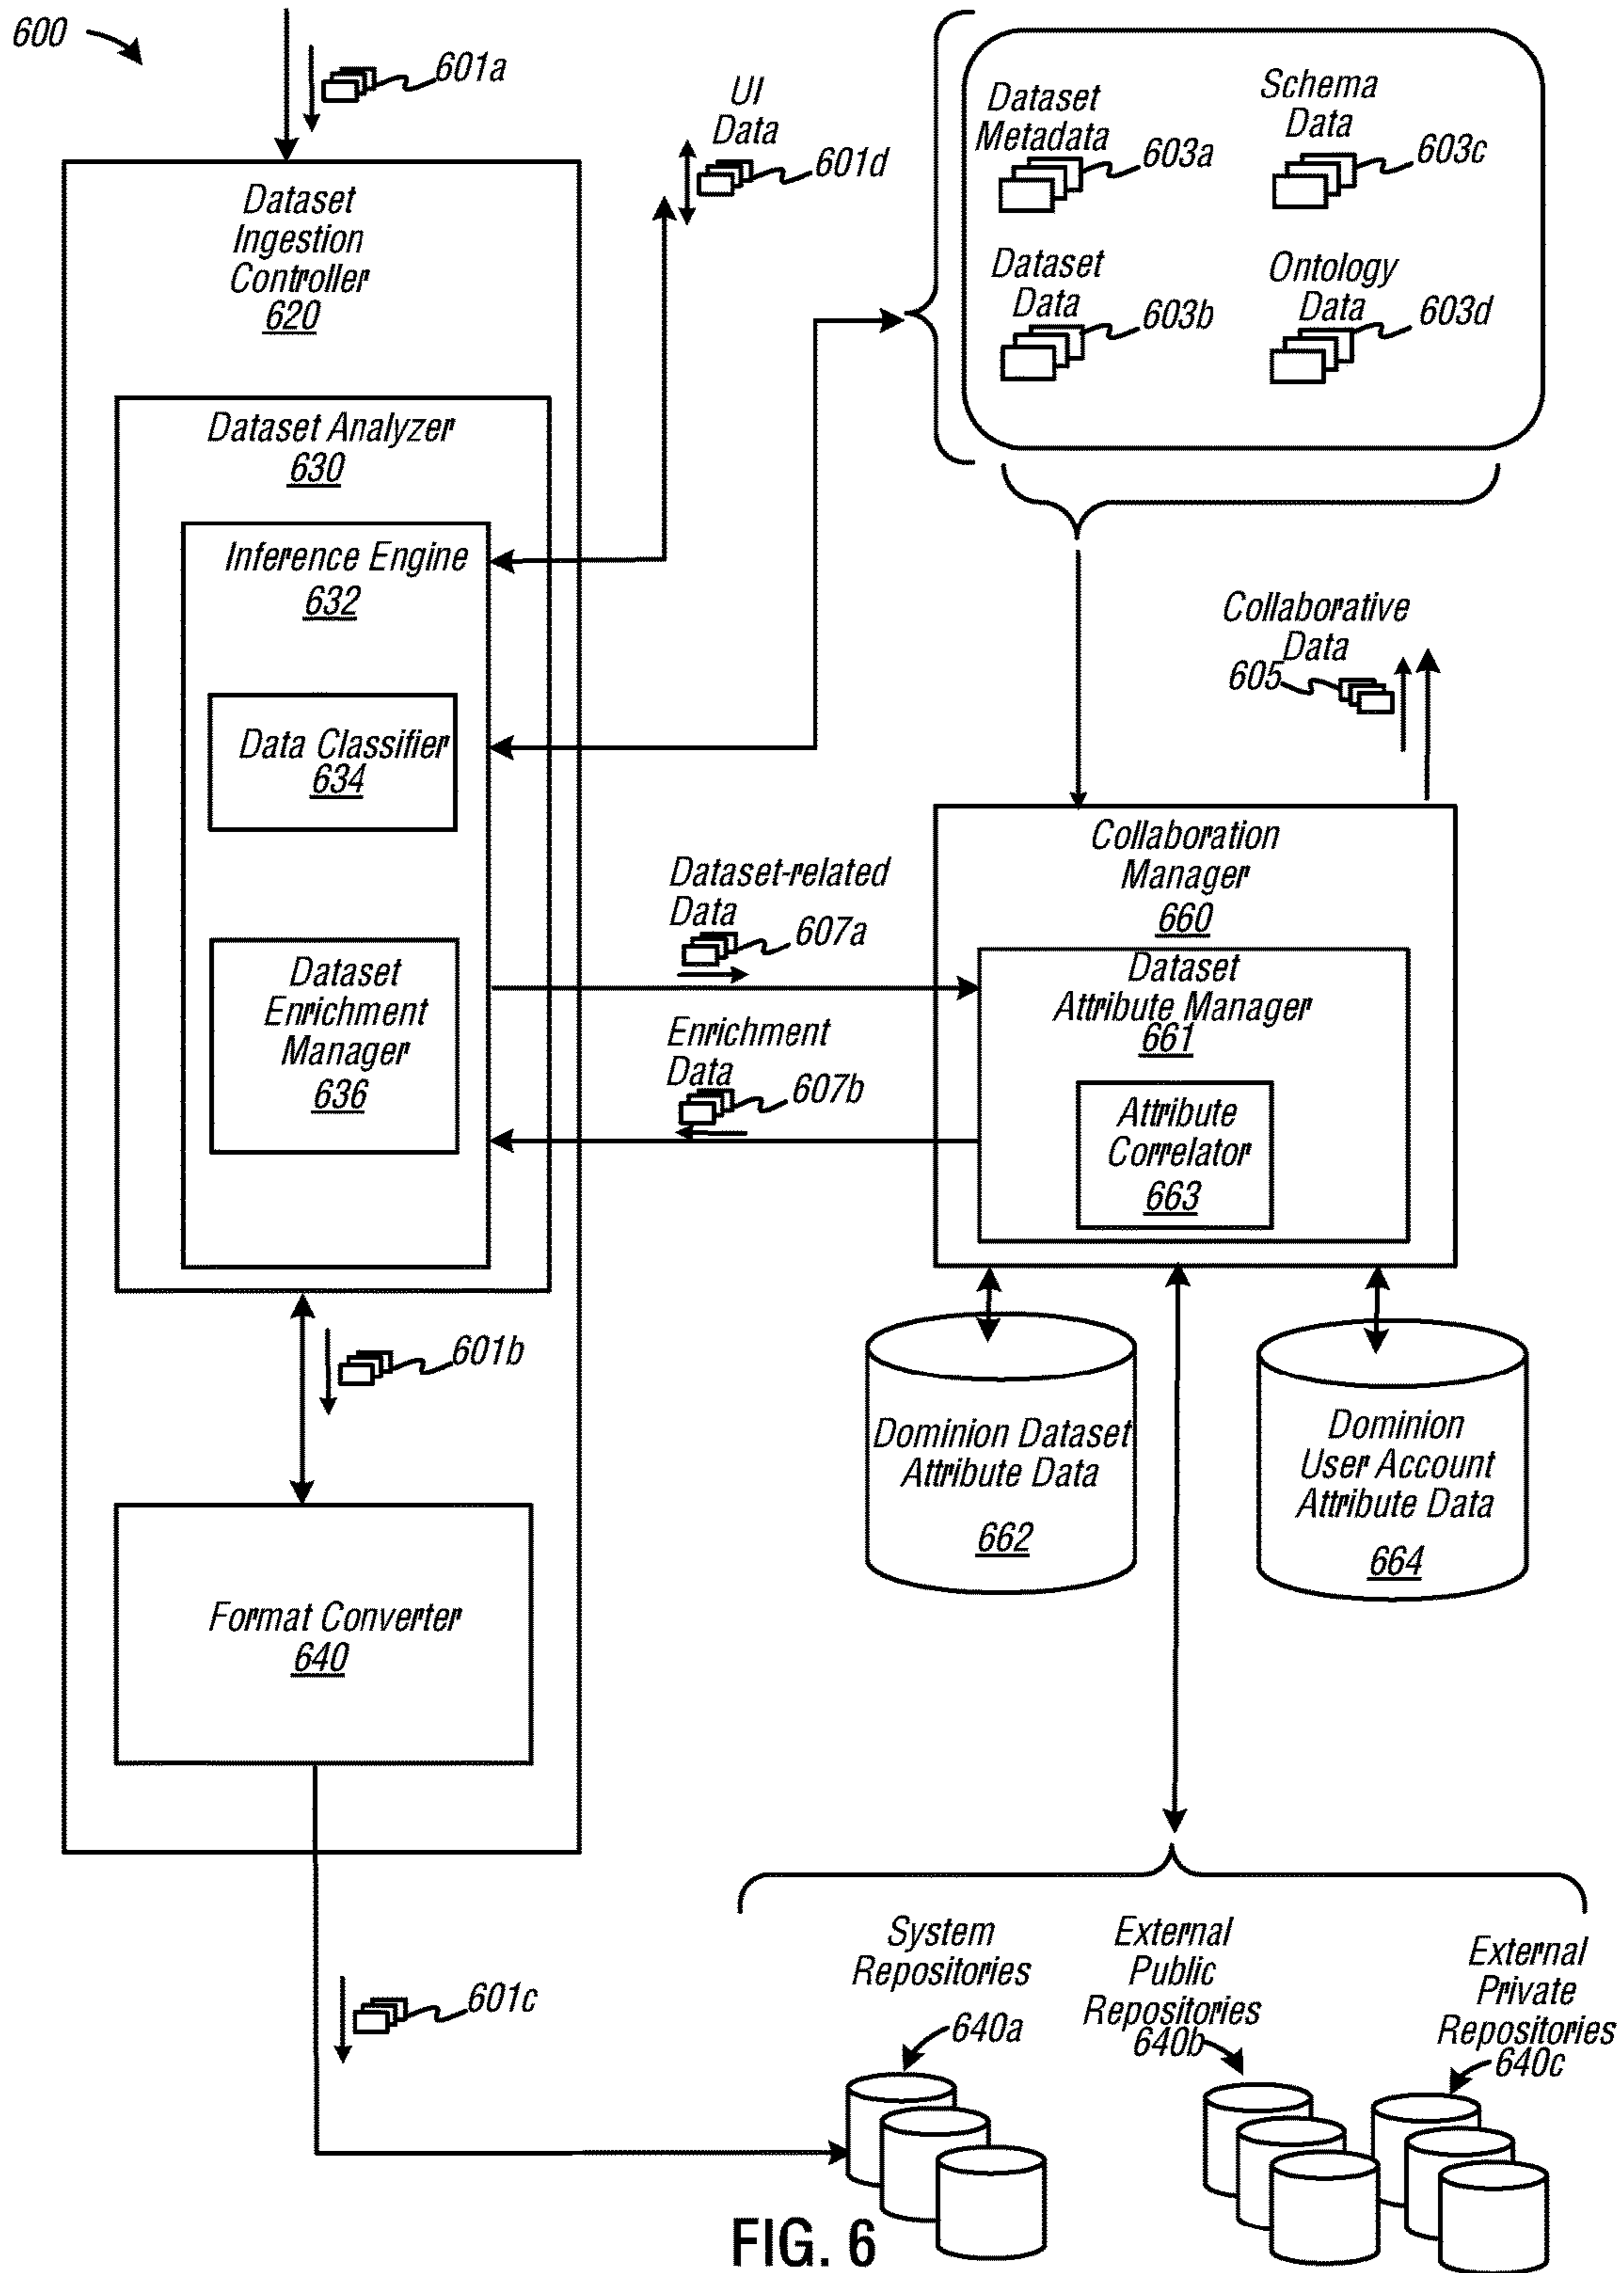 600
601a
UI
Data
601d
Dataset
Metadata
603a
Schema
Data
603c
Dataset
Data
603b
Ontology
Data
603d
Dataset
Ingestion
Controller
620
Dataset Analyzer
630
Inference Engine
632
Data Classifier
634
Dataset
Enrichment
Manager
636
Collaborative
Data
605
Dataset-related
Data
607a
Enrichment
Data
607b
Collaboration
Manager
660
Dataset
Attribute Manager
661
Attribute
Correlator
663
601b
Dominion Dataset
Attribute Data
662
Dominion
User Account
Attribute Data
664
Format Converter
640
601c
System
Repositories
640a
External
Public
Repositories
640b
External
Private
Repositories
640c
FIG. 6